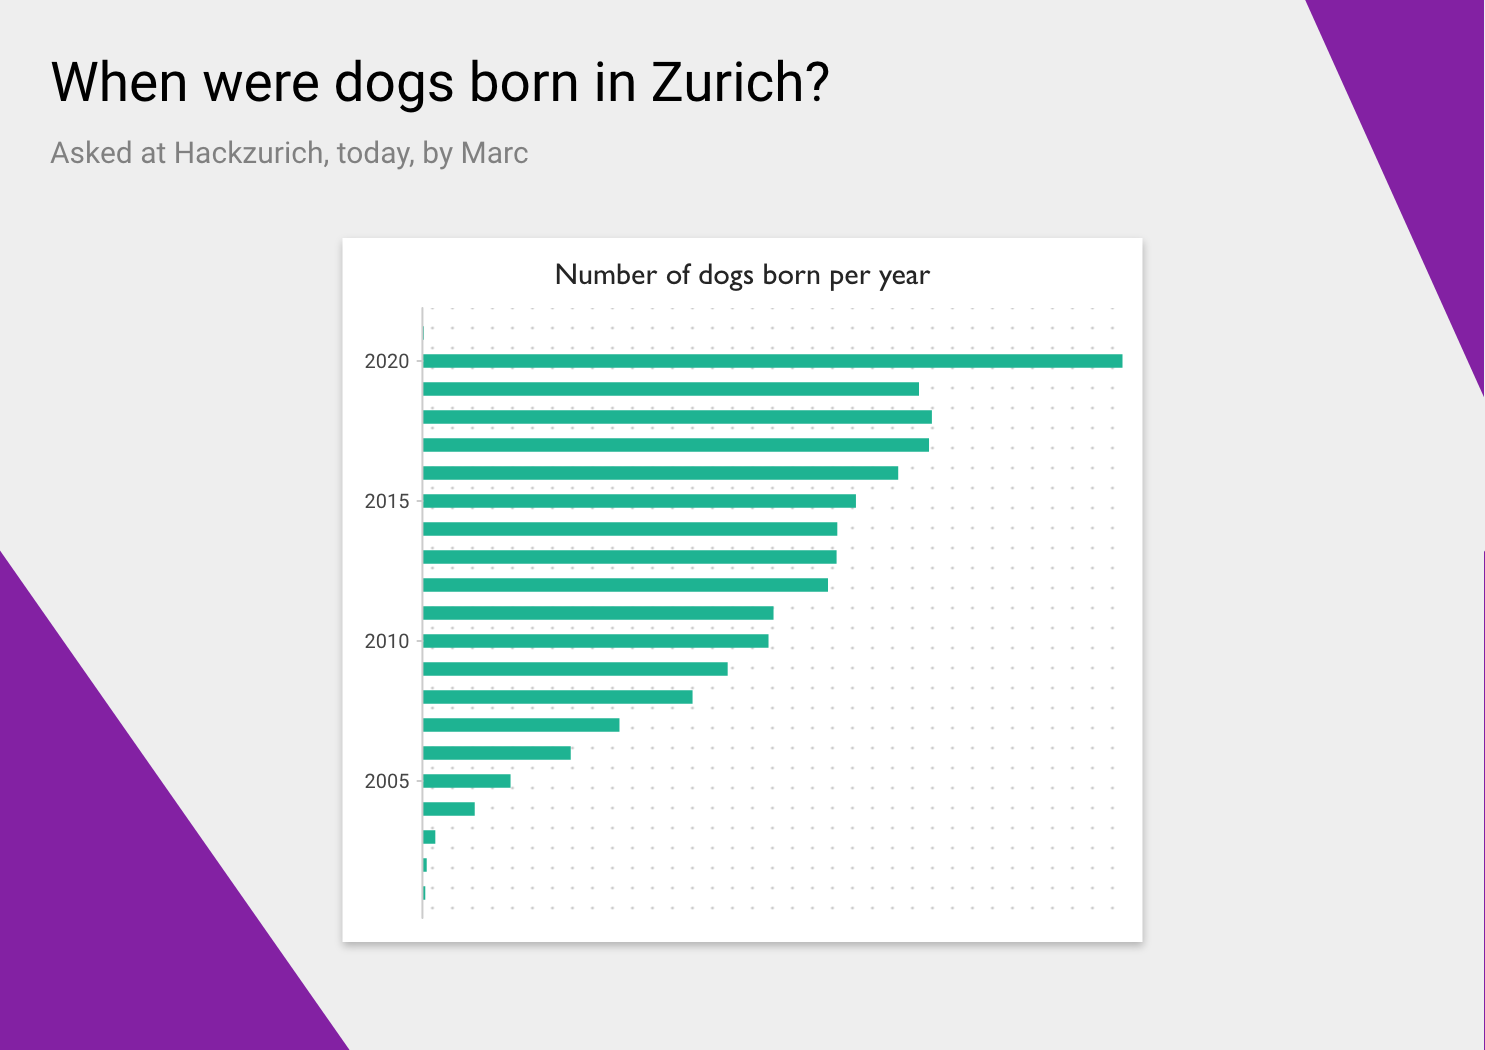 When were dogs born in Zurich?
Asked at Hackzurich, today, by Marc
Number of dogs born per year
2020
2015
2010
2005